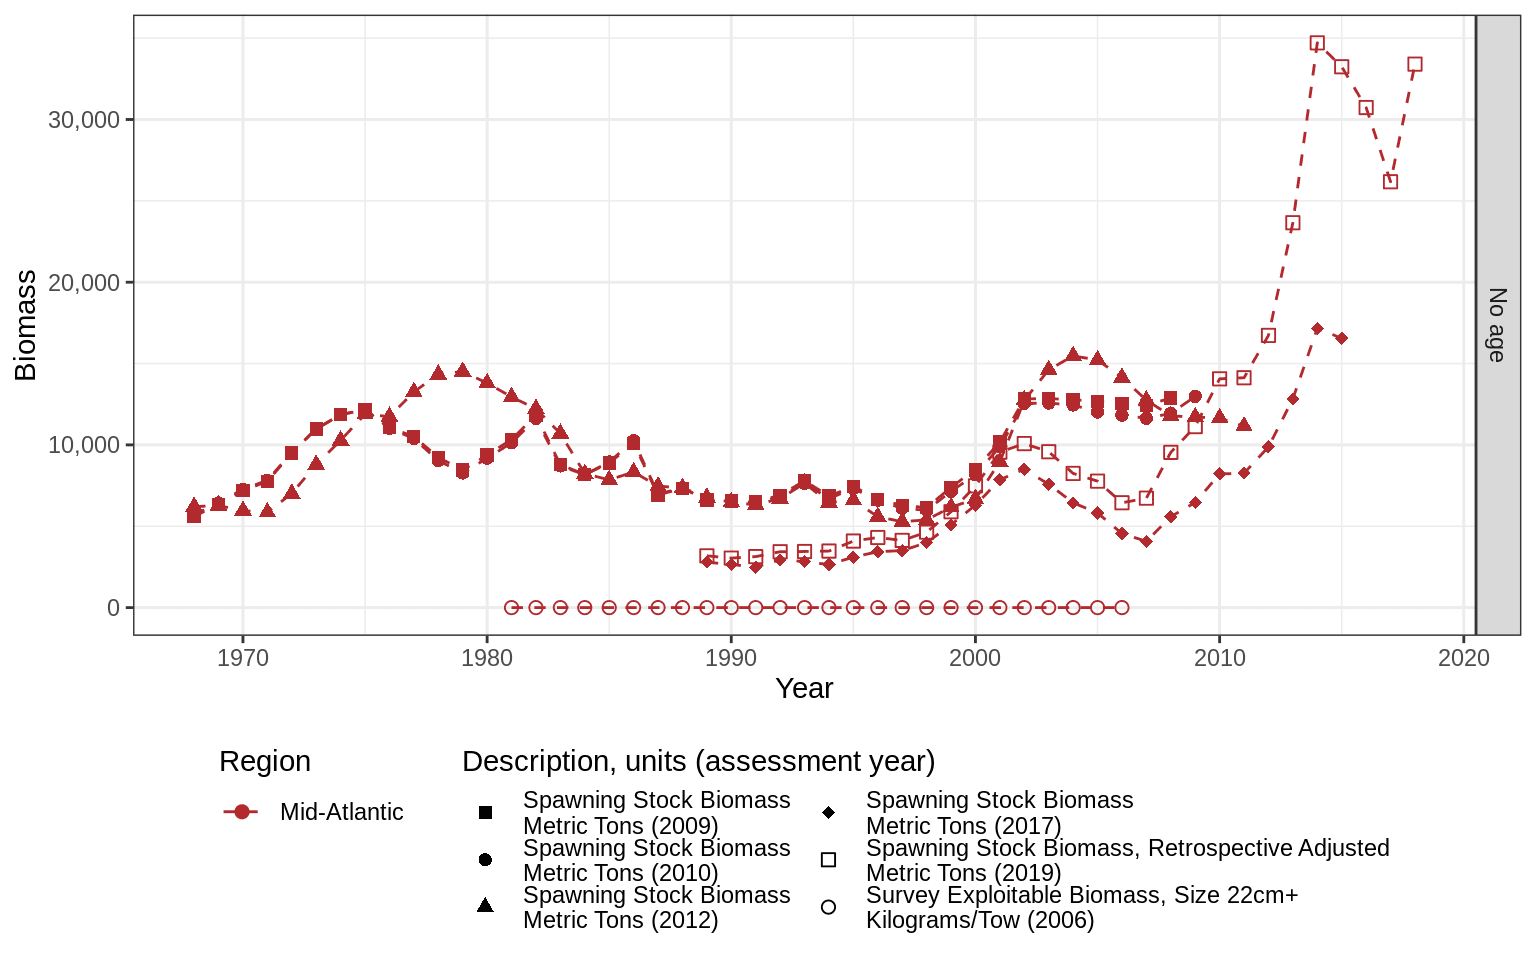 30,000
20,000
10,000
0
Biomass
No age
1970 1980 1990 2000 2010 2020
Year
Region
Mid-Atlantic
Description, units (assessment year)
Spawning Stock Biomass
Metric Tons (2009)
Spawning Stock Biomass
Metric Tons (2010)
Spawning Stock Biomass
Metric Tons (2012)
Spawning Stock Biomass
Metric Tons (2017)
Spawning Stock Biomass, Retrospective Adjusted
Metric Tons (2019)
Survey Exploitable Biomass, Size 22cm+
Kilograms/Tow (2006)